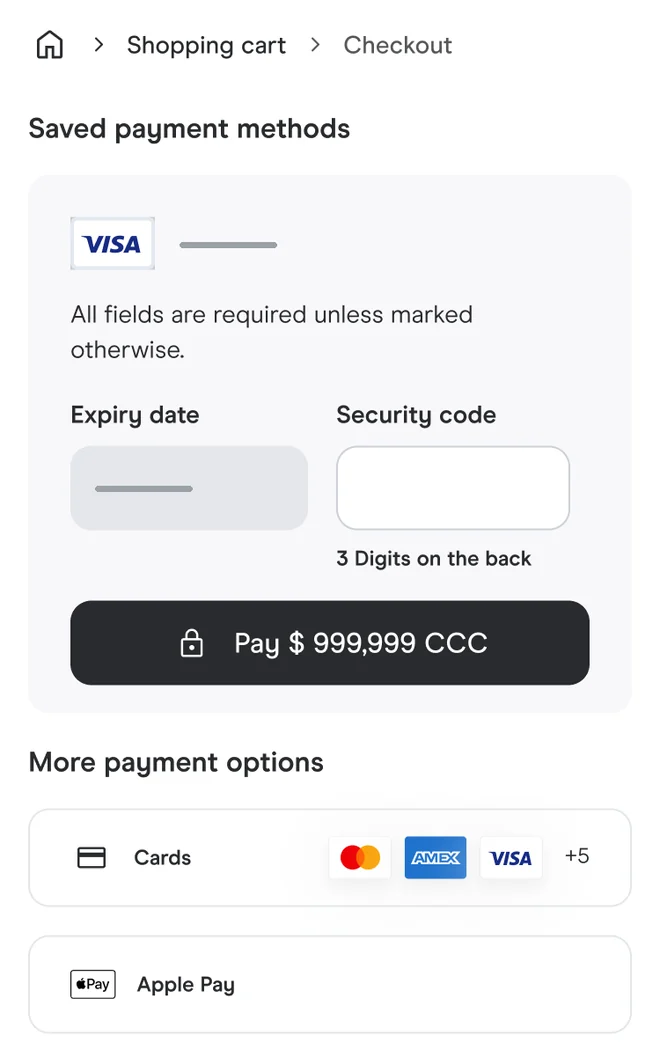 Shopping cart Checkout
Saved payment methods
VISA
All fields are required unless marked
otherwise.
Expiry date Security code
3 Digits on the back
Pay $ 999,999 CCC
More payment options
Cards AMEX VISA +5
Pay Apple Pay